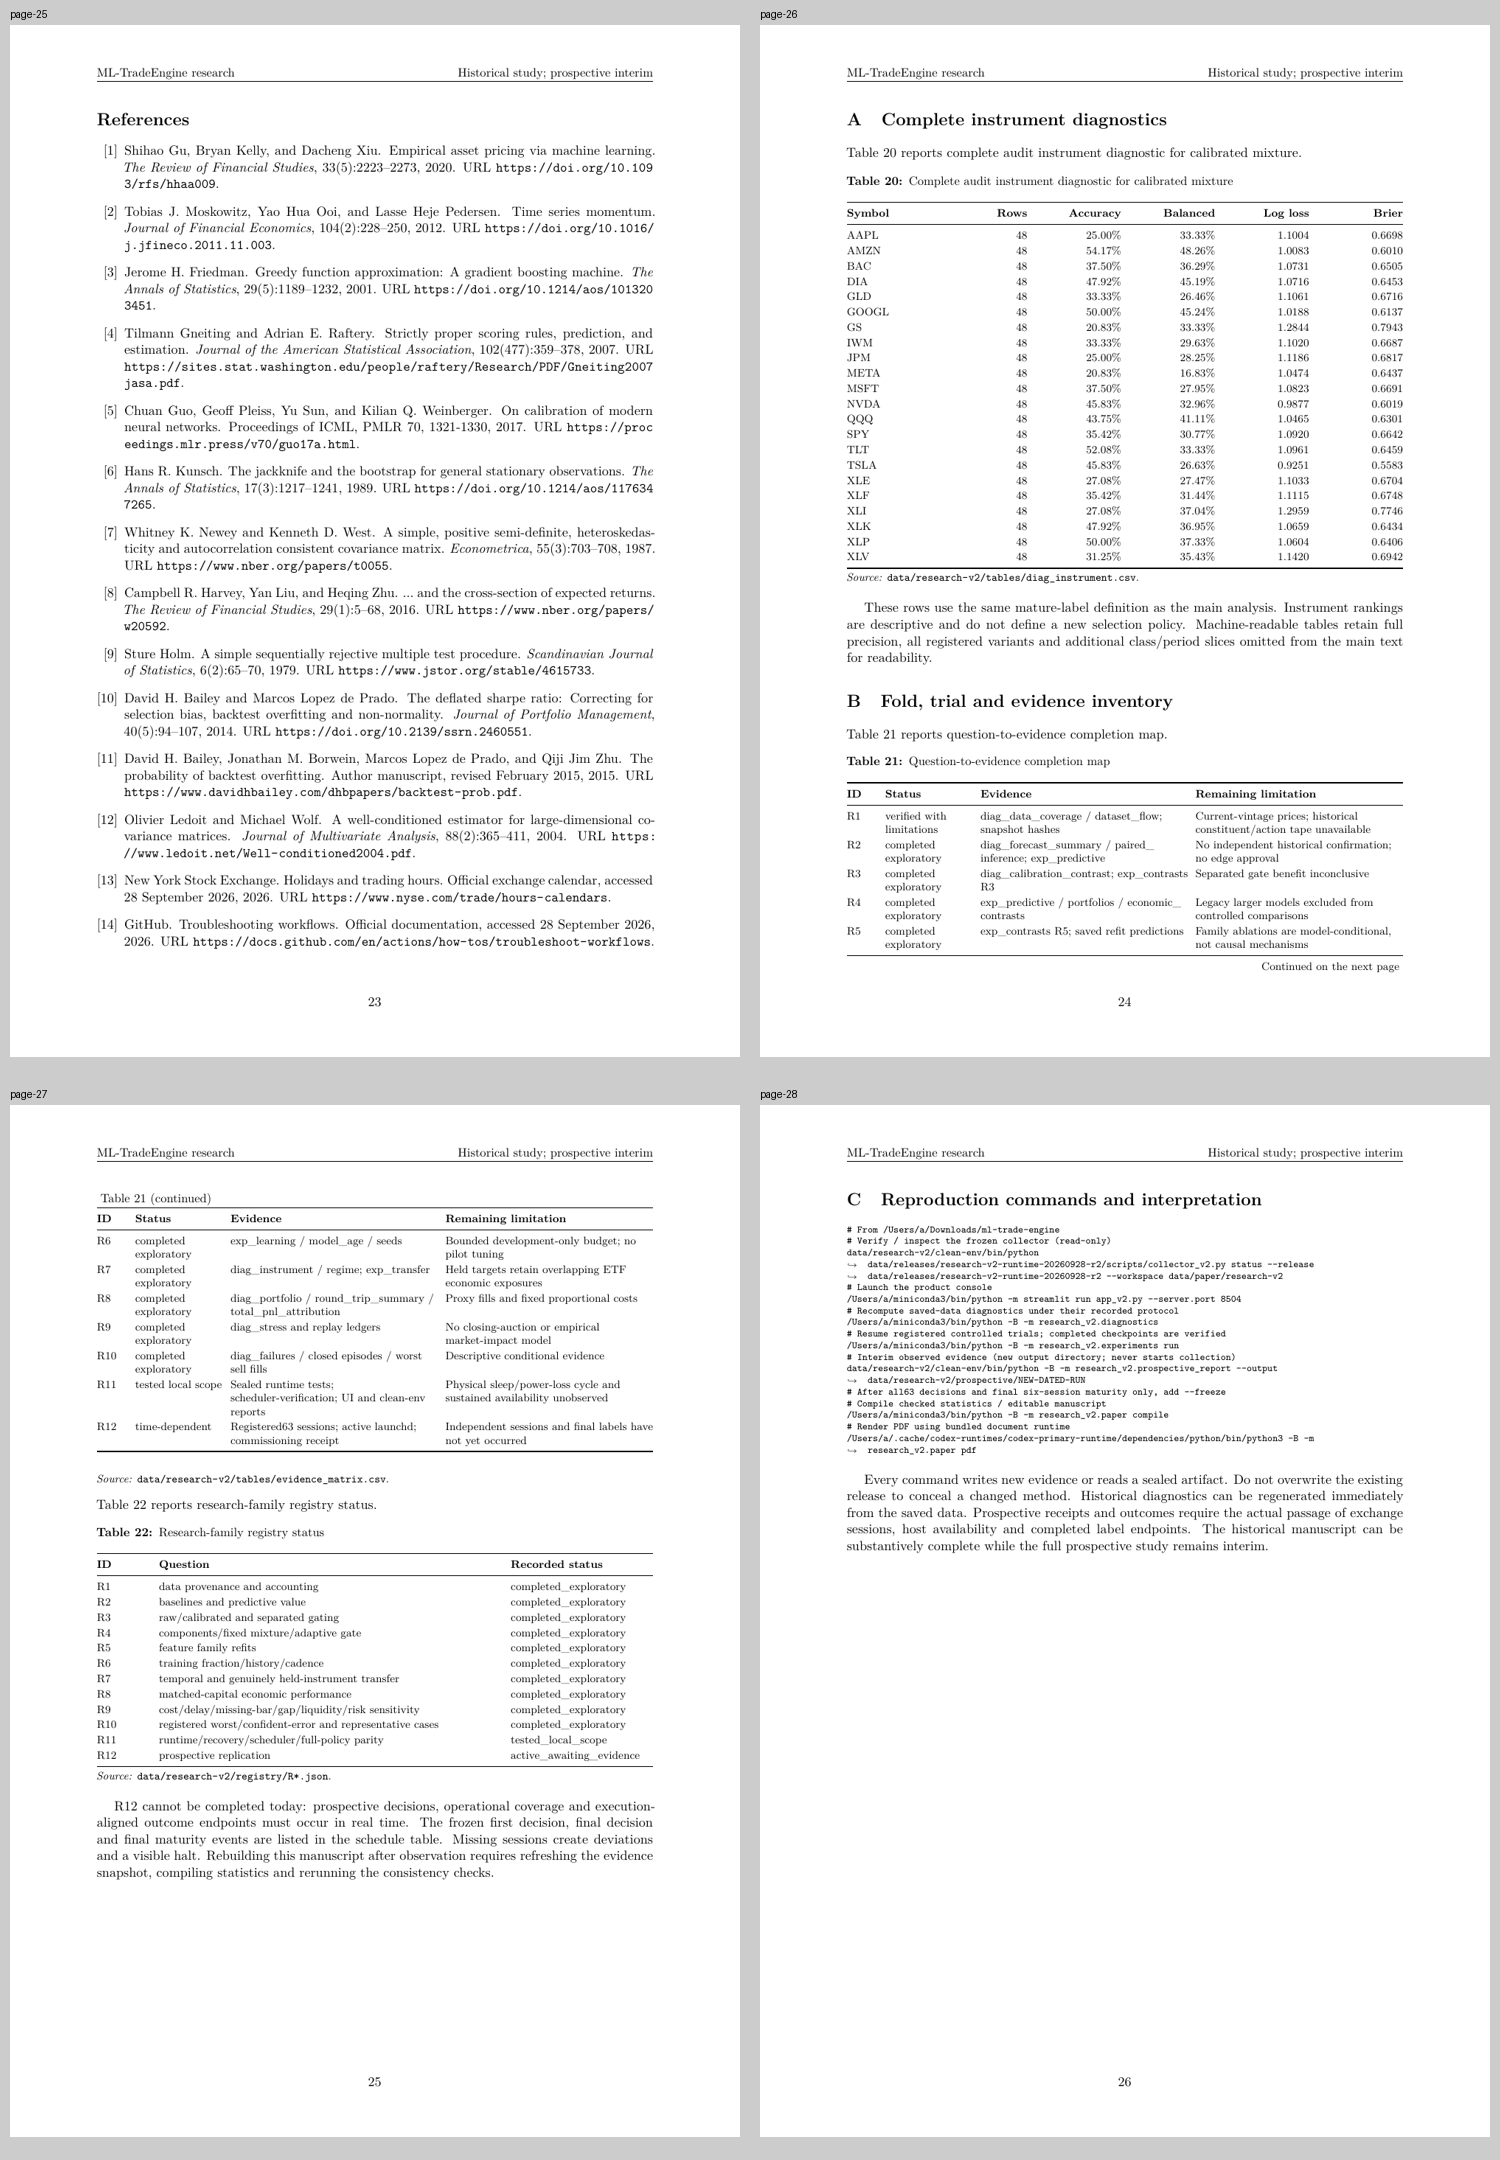 page-25
ML-TradeEngine research Historical study; prospective interim
References
[1] Shihao Gu, Bryan Kelly, and Dacheng Xiu. Empirical asset pricing via machine learning.
The Review of Financial Studies, 33(5):2223–2273, 2020. URL https://doi.org/10.109
3/rfs/hhaa009.
[2] Tobias J. Moskowitz, Yao Hua Ooi, and Lasse Heje Pedersen. Time series momentum.
Journal of Financial Economics, 104(2):228–250, 2012. URL https://doi.org/10.1016/
j.jfineco.2011.11.003.
[3] Jerome H. Friedman. Greedy function approximation: A gradient boosting machine. The
Annals of Statistics, 29(5):1189–1232, 2001. URL https://doi.org/10.1214/aos/101320
3451.
[4] Tilmann Gneiting and Adrian E. Raftery. Strictly proper scoring rules, prediction, and
estimation. Journal of the American Statistical Association, 102(477):359–378, 2007. URL
https://sites.stat.washington.edu/people/raftery/Research/PDF/Gneiting2007
jasa.pdf.
[5] Chuan Guo, Geoff Pleiss, Yu Sun, and Kilian Q. Weinberger. On calibration of modern
neural networks. Proceedings of ICML, PMLR 70, 1321-1330, 2017. URL https://proc
eedings.mlr.press/v70/guo17a.html.
[6] Hans R. Kunsch. The jackknife and the bootstrap for general stationary observations. The
Annals of Statistics, 17(3):1217–1241, 1989. URL https://doi.org/10.1214/aos/117634
7265.
[7] Whitney K. Newey and Kenneth D. West. A simple, positive semi-definite, heteroskedas-
ticity and autocorrelation consistent covariance matrix. Econometrica, 55(3):703–708, 1987.
URL https://www.nber.org/papers/t0055.
[8] Campbell R. Harvey, Yan Liu, and Heqing Zhu. ... and the cross-section of expected returns.
The Review of Financial Studies, 29(1):5–68, 2016. URL https://www.nber.org/papers/
w20592.
[9] Sture Holm. A simple sequentially rejective multiple test procedure. Scandinavian Journal
of Statistics, 6(2):65–70, 1979. URL https://www.jstor.org/stable/4615733.
[10] David H. Bailey and Marcos Lopez de Prado. The deflated sharpe ratio: Correcting for
selection bias, backtest overfitting and non-normality. Journal of Portfolio Management,
40(5):94–107, 2014. URL https://doi.org/10.2139/ssrn.2460551.
[11] David H. Bailey, Jonathan M. Borwein, Marcos Lopez de Prado, and Qiji Jim Zhu. The
probability of backtest overfitting. Author manuscript, revised February 2015, 2015. URL
https://www.davidhbailey.com/dhbpapers/backtest-prob.pdf.
[12] Olivier Ledoit and Michael Wolf. A well-conditioned estimator for large-dimensional co-
variance matrices. Journal of Multivariate Analysis, 88(2):365–411, 2004. URL https:
//www.ledoit.net/Well-conditioned2004.pdf.
[13] New York Stock Exchange. Holidays and trading hours. Official exchange calendar, accessed
28 September 2026, 2026. URL https://www.nyse.com/trade/hours-calendars.
[14] GitHub. Troubleshooting workflows. Official documentation, accessed 28 September 2026,
2026. URL https://docs.github.com/en/actions/how-tos/troubleshoot-workflows.
23
page-26
ML-TradeEngine research Historical study; prospective interim
A Complete instrument diagnostics
Table 20 reports complete audit instrument diagnostic for calibrated mixture.
Table 20: Complete audit instrument diagnostic for calibrated mixture
Symbol Rows Accuracy Balanced Log loss Brier
AAPL 48 25.00% 33.33% 1.1004 0.6698
AMZN 48 54.17% 48.26% 1.0083 0.6010
BAC 48 37.50% 36.29% 1.0731 0.6505
DIA 48 47.92% 45.19% 1.0716 0.6453
GLD 48 33.33% 26.46% 1.1061 0.6716
GOOGL 48 50.00% 45.24% 1.0188 0.6137
GS 48 20.83% 33.33% 1.2844 0.7943
IWM 48 33.33% 29.63% 1.1020 0.6687
JPM 48 25.00% 28.25% 1.1186 0.6817
META 48 20.83% 16.83% 1.0474 0.6437
MSFT 48 37.50% 27.95% 1.0823 0.6691
NVDA 48 45.83% 32.96% 0.9877 0.6019
QQQ 48 43.75% 41.11% 1.0465 0.6301
SPY 48 35.42% 30.77% 1.0920 0.6642
TLT 48 52.08% 33.33% 1.0961 0.6459
TSLA 48 45.83% 26.63% 0.9251 0.5583
XLE 48 27.08% 27.47% 1.1033 0.6704
XLF 48 35.42% 31.44% 1.1115 0.6748
XLI 48 27.08% 37.04% 1.2959 0.7746
XLK 48 47.92% 36.95% 1.0659 0.6434
XLP 48 50.00% 37.33% 1.0604 0.6406
XLV 48 31.25% 35.43% 1.1420 0.6942
Source: data/research-v2/tables/diag_instrument.csv.
These rows use the same mature-label definition as the main analysis. Instrument rankings
are descriptive and do not define a new selection policy. Machine-readable tables retain full
precision, all registered variants and additional class/period slices omitted from the main text
for readability.
B Fold, trial and evidence inventory
Table 21 reports question-to-evidence completion map.
Table 21: Question-to-evidence completion map
ID Status Evidence Remaining limitation
R1 verified with diag_data_coverage / dataset_flow; Current-vintage prices; historical
limitations snapshot hashes constituent/action tape unavailable
R2 completed diag_forecast_summary / paired_ No independent historical confirmation;
exploratory inference; exp_predictive no edge approval
R3 completed diag_calibration_contrast; exp_contrasts Separated gate benefit inconclusive
exploratory R3
R4 completed exp_predictive / portfolios / economic_ Legacy larger models excluded from
exploratory contrasts controlled comparisons
R5 completed exp_contrasts R5; saved refit predictions Family ablations are model-conditional,
exploratory not causal mechanisms
Continued on the next page
24
page-27
ML-TradeEngine research Historical study; prospective interim
Table 21 (continued)
ID Status Evidence Remaining limitation
R6 completed exp_learning / model_age / seeds Bounded development-only budget; no
exploratory pilot tuning
R7 completed diag_instrument / regime; exp_transfer Held targets retain overlapping ETF
exploratory economic exposures
R8 completed diag_portfolio / round_trip_summary / Proxy fills and fixed proportional costs
exploratory total_pnl_attribution
R9 completed diag_stress and replay ledgers No closing-auction or empirical
exploratory market-impact model
R10 completed diag_failures / closed episodes / worst Descriptive conditional evidence
exploratory sell fills
R11 tested local scope Sealed runtime tests; Physical sleep/power-loss cycle and
scheduler-verification; UI and clean-env sustained availability unobserved
reports
R12 time-dependent Registered63 sessions; active launchd; Independent sessions and final labels have
commissioning receipt not yet occurred
Source: data/research-v2/tables/evidence_matrix.csv.
Table 22 reports research-family registry status.
Table 22: Research-family registry status
ID Question Recorded status
R1 data provenance and accounting completed_exploratory
R2 baselines and predictive value completed_exploratory
R3 raw/calibrated and separated gating completed_exploratory
R4 components/fixed mixture/adaptive gate completed_exploratory
R5 feature family refits completed_exploratory
R6 training fraction/history/cadence completed_exploratory
R7 temporal and genuinely held-instrument transfer completed_exploratory
R8 matched-capital economic performance completed_exploratory
R9 cost/delay/missing-bar/gap/liquidity/risk sensitivity completed_exploratory
R10 registered worst/confident-error and representative cases completed_exploratory
R11 runtime/recovery/scheduler/full-policy parity tested_local_scope
R12 prospective replication active_awaiting_evidence
Source: data/research-v2/registry/R*.json.
R12 cannot be completed today: prospective decisions, operational coverage and execution-
aligned outcome endpoints must occur in real time. The frozen first decision, final decision
and final maturity events are listed in the schedule table. Missing sessions create deviations
and a visible halt. Rebuilding this manuscript after observation requires refreshing the evidence
snapshot, compiling statistics and rerunning the consistency checks.
25
page-28
ML-TradeEngine research Historical study; prospective interim
C Reproduction commands and interpretation
# From /Users/a/Downloads/ml-trade-engine
# Verify / inspect the frozen collector (read-only)
data/research-v2/clean-env/bin/python
↪ data/releases/research-v2-runtime-20260928-r2/scripts/collector_v2.py status --release
↪ data/releases/research-v2-runtime-20260928-r2 --workspace data/paper/research-v2
# Launch the product console
/Users/a/miniconda3/bin/python -m streamlit run app_v2.py --server.port 8504
# Recompute saved-data diagnostics under their recorded protocol
/Users/a/miniconda3/bin/python -B -m research_v2.diagnostics
# Resume registered controlled trials; completed checkpoints are verified
/Users/a/miniconda3/bin/python -B -m research_v2.experiments run
# Interim observed evidence (new output directory; never starts collection)
data/research-v2/clean-env/bin/python -B -m research_v2.prospective_report --output
↪ data/research-v2/prospective/NEW-DATED-RUN
# After all63 decisions and final six-session maturity only, add --freeze
# Compile checked statistics / editable manuscript
/Users/a/miniconda3/bin/python -B -m research_v2.paper compile
# Render PDF using bundled document runtime
/Users/a/.cache/codex-runtimes/codex-primary-runtime/dependencies/python/bin/python3 -B -m
↪ research_v2.paper pdf
Every command writes new evidence or reads a sealed artifact. Do not overwrite the existing
release to conceal a changed method. Historical diagnostics can be regenerated immediately
from the saved data. Prospective receipts and outcomes require the actual passage of exchange
sessions, host availability and completed label endpoints. The historical manuscript can be
substantively complete while the full prospective study remains interim.
26